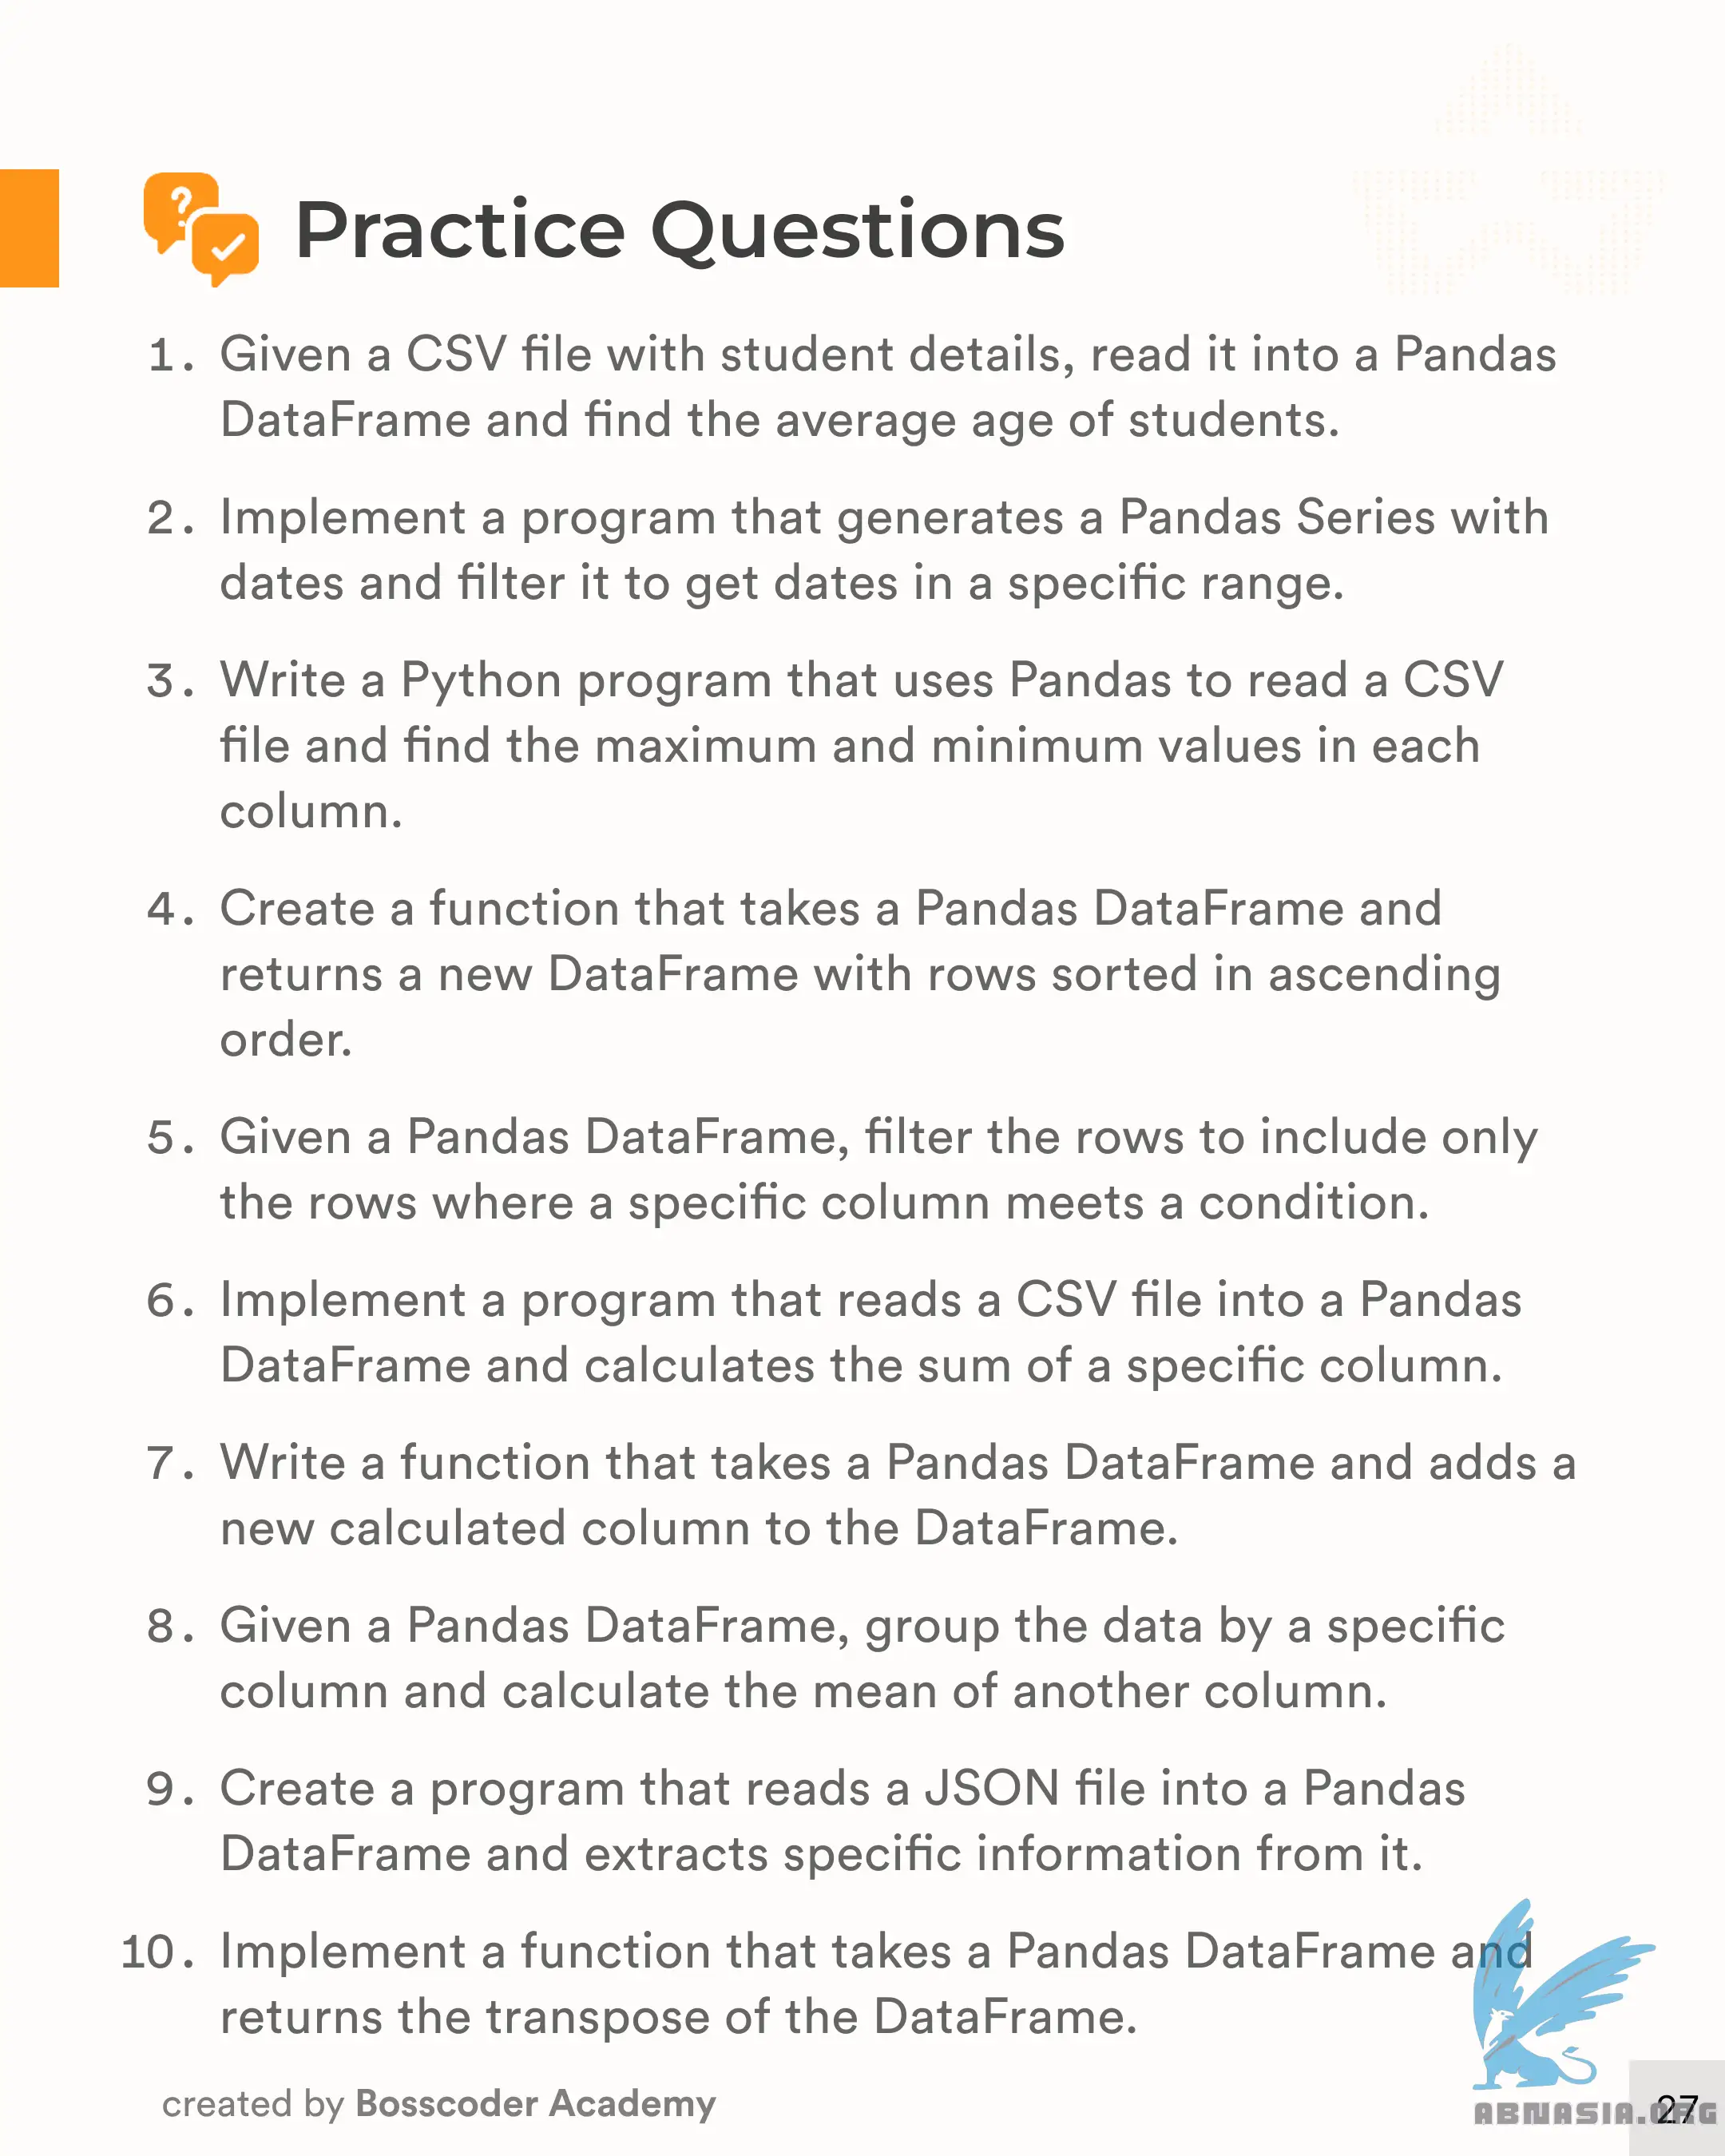 Practice Questions
1. Given a CSV file with student details, read it into a Pandas
DataFrame and find the average age of students.
2. Implement a program that generates a Pandas Series with
dates and filter it to get dates in a specific range.
3. Write a Python program that uses Pandas to read a CSV
file and find the maximum and minimum values in each
column.
4. Create a function that takes a Pandas DataFrame and
returns a new DataFrame with rows sorted in ascending
order.
5. Given a Pandas DataFrame, filter the rows to include only
the rows where a specific column meets a condition.
6. Implement a program that reads a CSV file into a Pandas
DataFrame and calculates the sum of a specific column.
7. Write a function that takes a Pandas DataFrame and adds a
new calculated column to the DataFrame.
8. Given a Pandas DataFrame, group the data by a specific
column and calculate the mean of another column.
9. Create a program that reads a JSON file into a Pandas
DataFrame and extracts specific information from it.
10. Implement a function that takes a Pandas DataFrame and
returns the transpose of the DataFrame.
created by Bosscoder Academy
ABNASIA.ORG
27